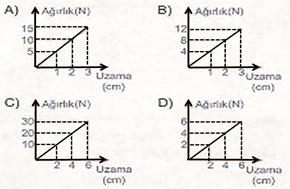 A) Ağırlık(N)
15
10
5
1 2 3 Uzama
(cm)
B) Ağırlık(N)
12
8
4
1 2 3 Uzama
(cm)
C) Ağırlık(N)
30
20
10
2 4 6 Uzama
(cm)
D) Ağırlık(N)
6
4
2
2 4 6 Uzama
(cm)